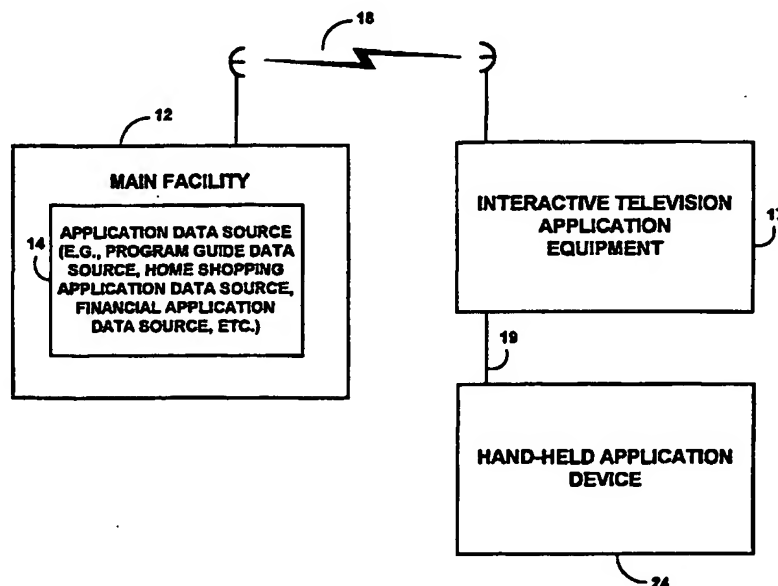 18
12
MAIN FACILITY
14
APPLICATION DATA SOURCE
(E.G., PROGRAM GUIDE DATA
SOURCE, HOME SHOPPING
APPLICATION DATA SOURCE,
FINANCIAL APPLICATION
DATA SOURCE, ETC.)
INTERACTIVE TELEVISION
APPLICATION
EQUIPMENT
17
19
HAND-HELD APPLICATION
DEVICE
24